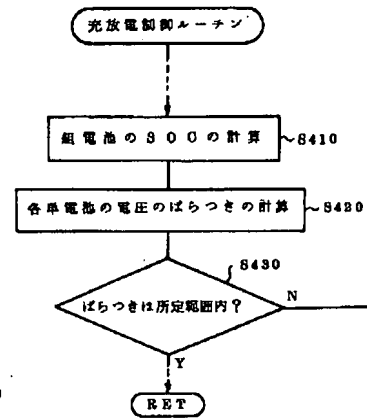 充放電制御ルーチン
組電池のSOCの計算
S410
各単電池の電圧のばらつきの計算
S420
S430
ばらつきは所定範囲内?
N
Y
RET